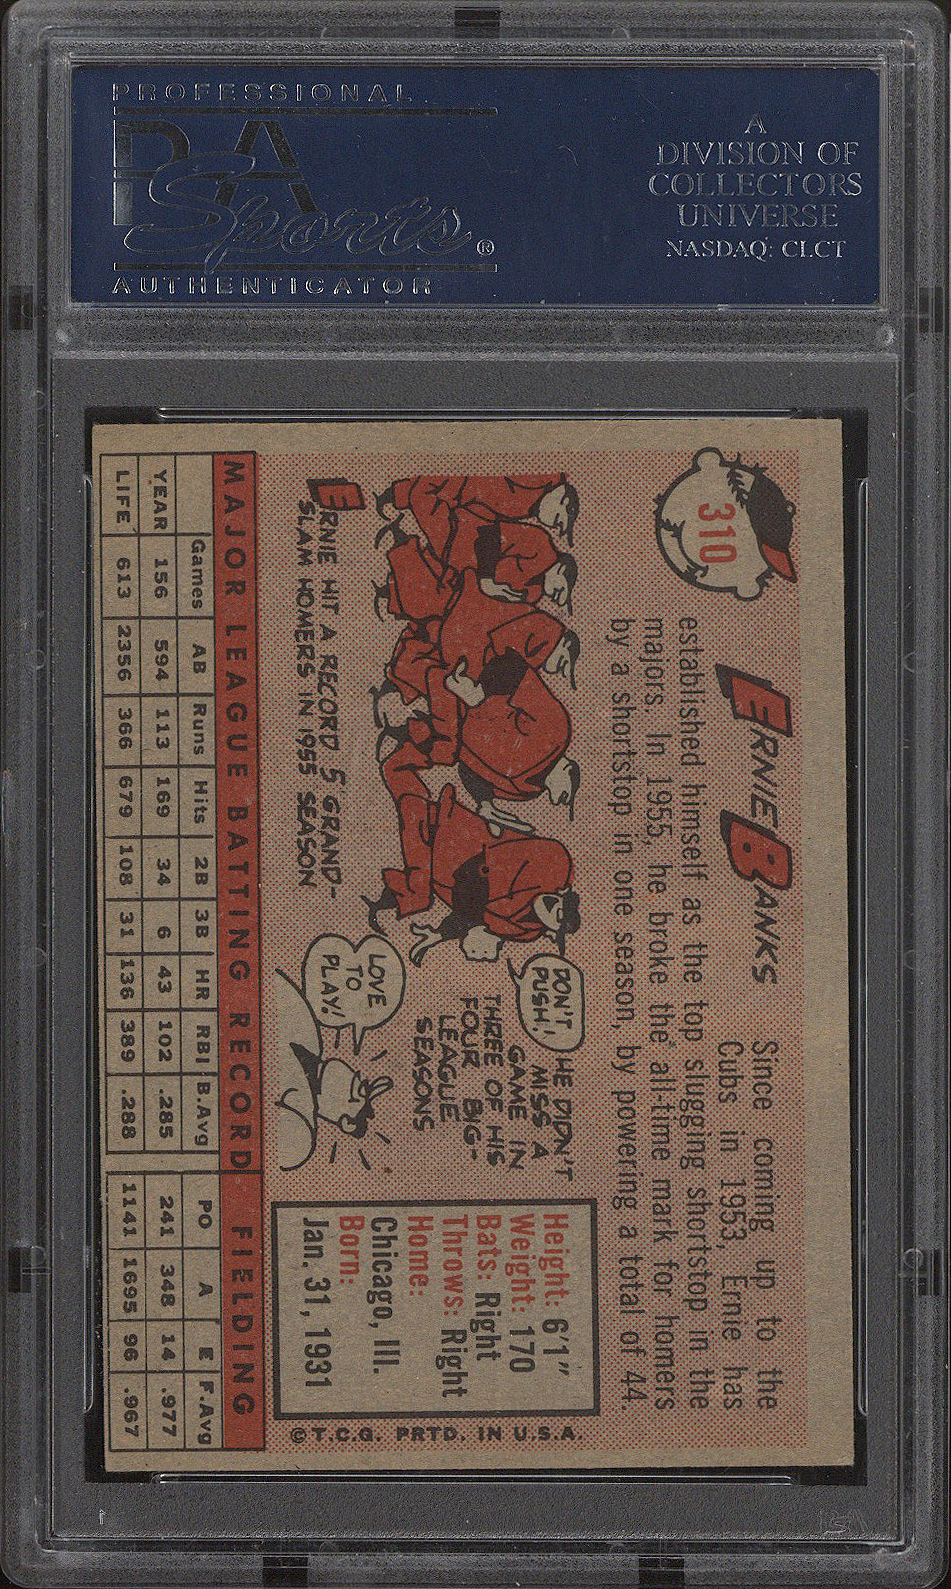 PROFESSIONAL
PSA
Sports®
AUTHENTICATOR
A
DIVISION OF
COLLECTORS
UNIVERSE
NASDAQ: CLCT
310
ERNIE BANKS
Since coming up to the
Cubs in 1953, Ernie has
established himself as the top slugging shortstop in the
majors. In 1955, he broke the all-time mark for homers
by a shortstop in one season, by powering a total of 44.
DON'T
PUSH!,
HE DIDN'T
MISS A
GAME IN
THREE OF HIS
FOUR BIG-
LEAGUE
SEASONS
LOVE
TO
PLAY!
ERNIE HIT A RECORD 5 GRAND-
SLAM HOMERS IN 1955 SEASON
Height: 6'1"
Weight: 170
Bats: Right
Throws: Right
Home:
Chicago, Ill.
Born:
Jan. 31, 1931
©T.C.G. PRTD. IN U.S.A.
MAJOR LEAGUE BATTING RECORD FIELDING
Games AB Runs Hits 2B 3B HR RBI B.Avg PO A E F.Avg
YEAR 156 594 113 169 34 6 43 102 .285 241 348 14 .977
LIFE 613 2356 366 679 108 31 136 389 .288 1141 1695 96 .967